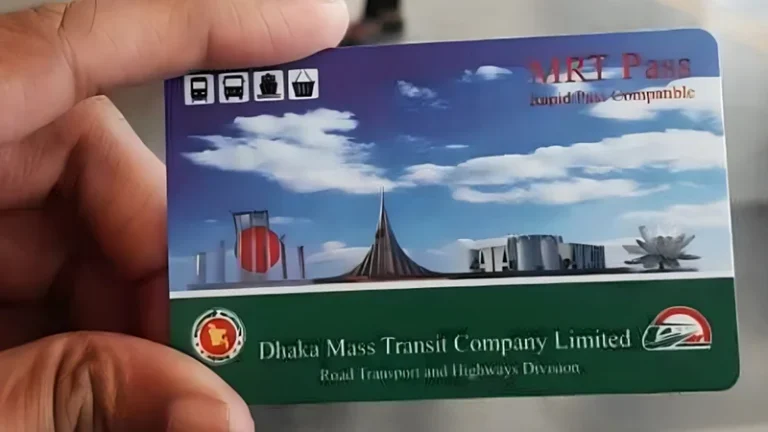 MRT Pass
Rapid Pass Compatible
Dhaka Mass Transit Company Limited
Road Transport and Highways Division